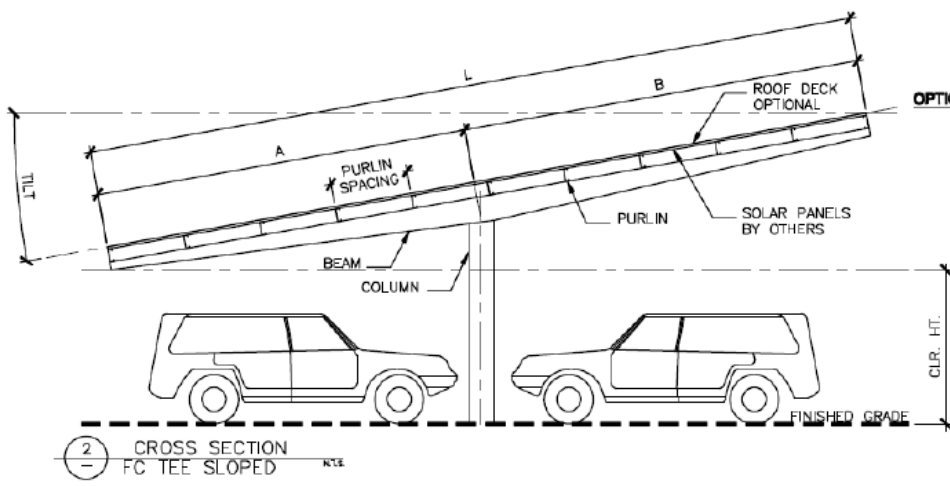 L
B
ROOF DECK
OPTIONAL
OPTI
A
PURLIN
SPACING
TILT
PURLIN
SOLAR PANELS
BY OTHERS
BEAM
COLUMN
CLR. HT.
FINISHED GRADE
2
CROSS SECTION
FC TEE SLOPED
N.T.S.